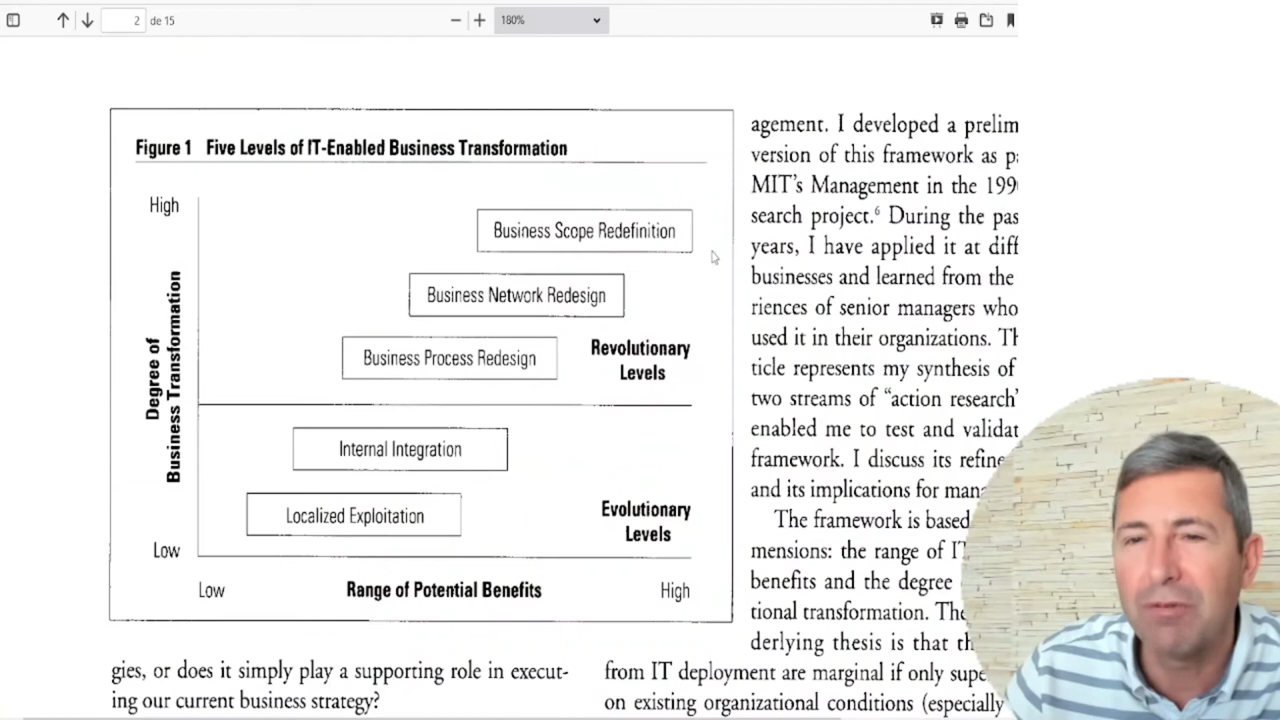 2 de 15
180%
Figure 1 Five Levels of IT-Enabled Business Transformation
High
Business Scope Redefinition
Business Network Redesign
Business Process Redesign
Revolutionary
Levels
Degree of
Business Transformation
Internal Integration
Localized Exploitation
Evolutionary
Levels
Low
Low
Range of Potential Benefits
High
gies, or does it simply play a supporting role in execut-
ing our current business strategy?
agement. I developed a prelim
version of this framework as
MIT's Management in the 199
search project.6 During the pas
years, I have applied it at diff
businesses and learned from the
riences of senior managers who
used it in their organizations.
ticle represents my synthesis of
two streams of "action research"
enabled me to test and validat
framework. I discuss its refine
and its implications for man
The framework is based
mensions: the range of
benefits and the degree
tional transformation. The
derlying thesis is that
from IT deployment are marginal if only supe
on existing organizational conditions (especially